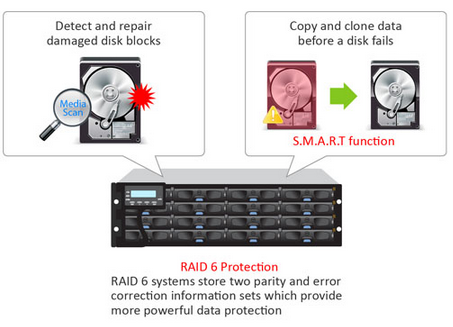 Detect and repair
damaged disk blocks
Media
Scan
Copy and clone data
before a disk fails
S.M.A.R.T function
RAID 6 Protection
RAID 6 systems store two parity and error
correction information sets which provide
more powerful data protection